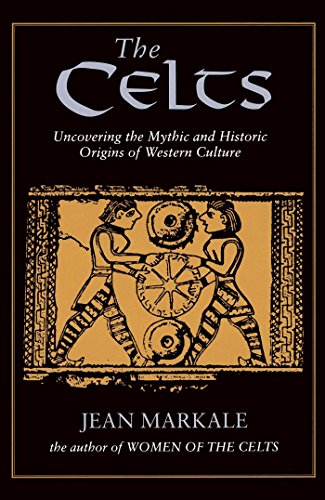 The
CELTS
Uncovering the Mythic and Historic
Origins of Western Culture
JEAN MARKALE
the author of WOMEN OF THE CELTS